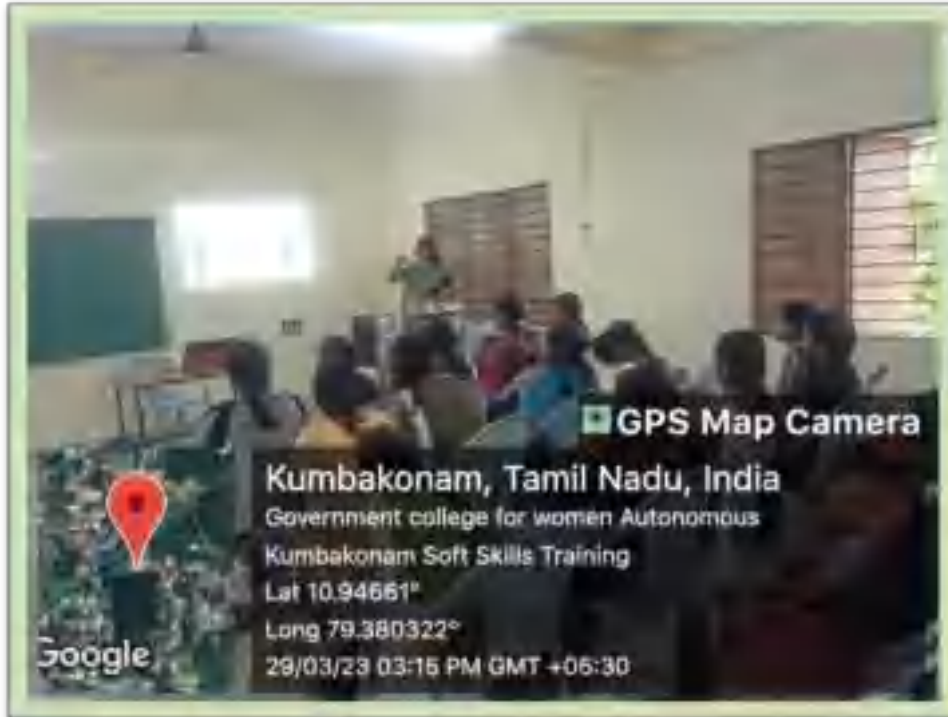 GPS Map Camera
Kumbakonam, Tamil Nadu, India
Government college for women Autonomous
Kumbakonam Soft Skills Training
Lat 10.94661°
Long 79.380322°
29/03/23 03:15 PM GMT +05:30
Google